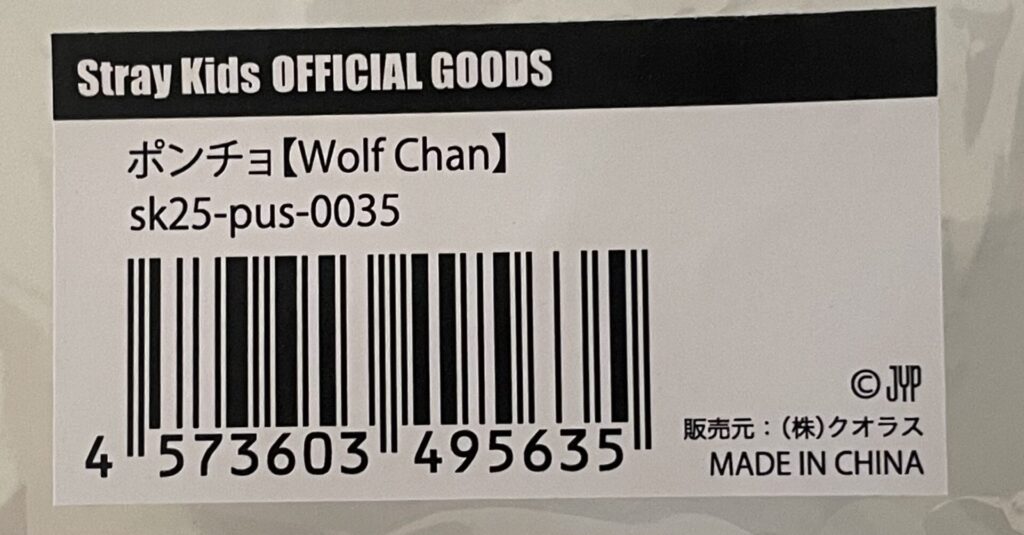 Stray Kids OFFICIAL GOODS
ポンチョ【Wolf Chan】
sk25-pus-0035
4 573603 495635
© JYP
販売元：(株)クオラス
MADE IN CHINA